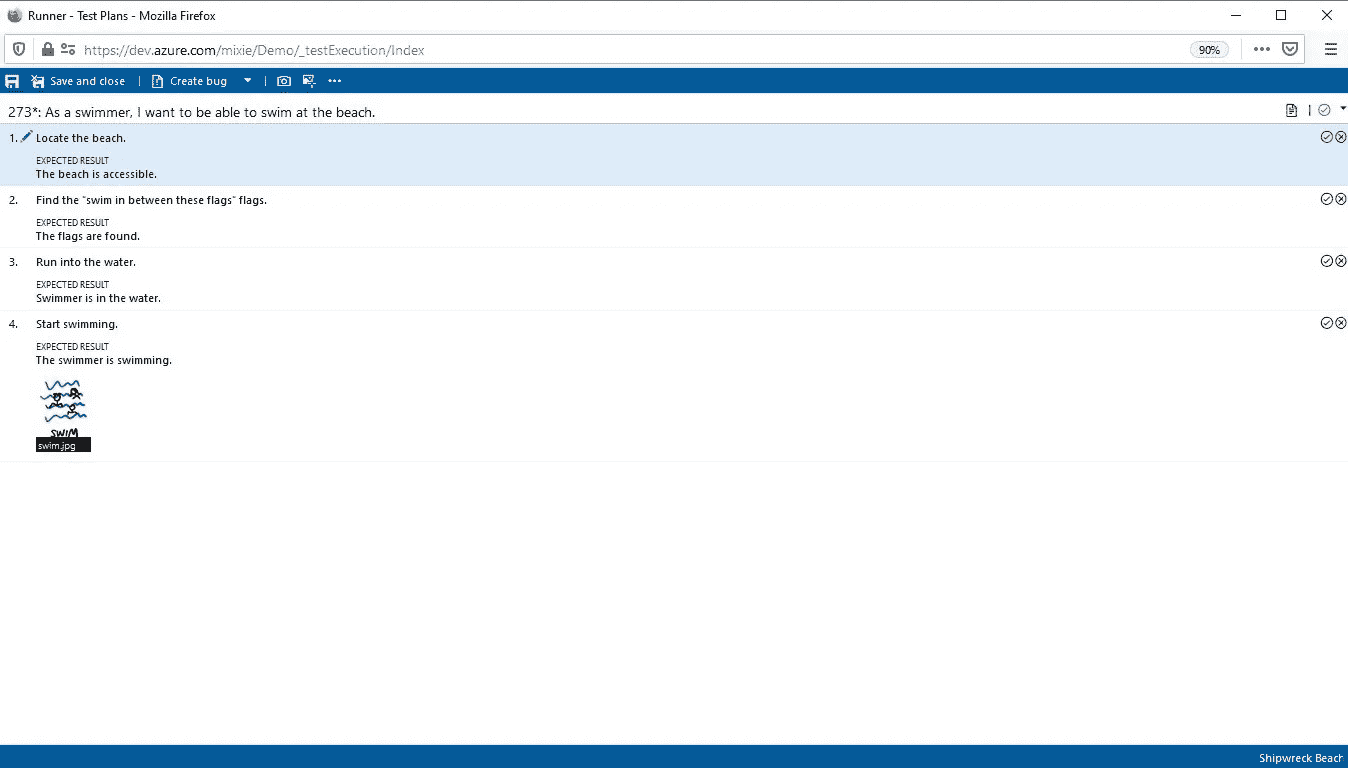 Runner - Test Plans - Mozilla Firefox
https://dev.azure.com/mixie/Demo/_testExecution/Index
90%
Save and close | Create bug |
273*: As a swimmer, I want to be able to swim at the beach.
1. Locate the beach.
EXPECTED RESULT
The beach is accessible.
2. Find the "swim in between these flags" flags.
EXPECTED RESULT
The flags are found.
3. Run into the water.
EXPECTED RESULT
Swimmer is in the water.
4. Start swimming.
EXPECTED RESULT
The swimmer is swimming.
SWIM
swim.jpg
Shipwreck Beach